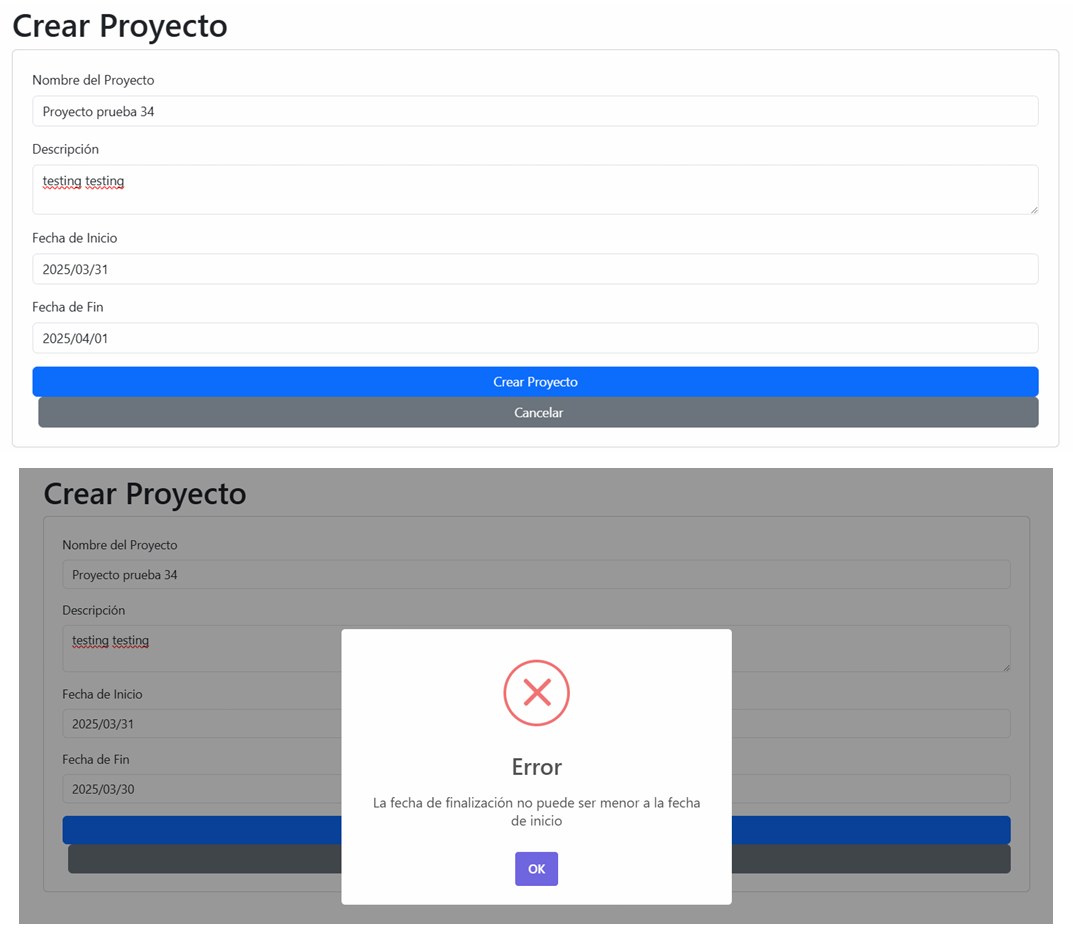 Crear Proyecto
Nombre del Proyecto
Proyecto prueba 34
Descripción
testing testing
Fecha de Inicio
2025/03/31
Fecha de Fin
2025/04/01
Crear Proyecto
Cancelar
Crear Proyecto
Nombre del Proyecto
Proyecto prueba 34
Descripción
testing testing
Fecha de Inicio
2025/03/31
Fecha de Fin
2025/03/30
Error
La fecha de finalización no puede ser menor a la fecha
de inicio
OK